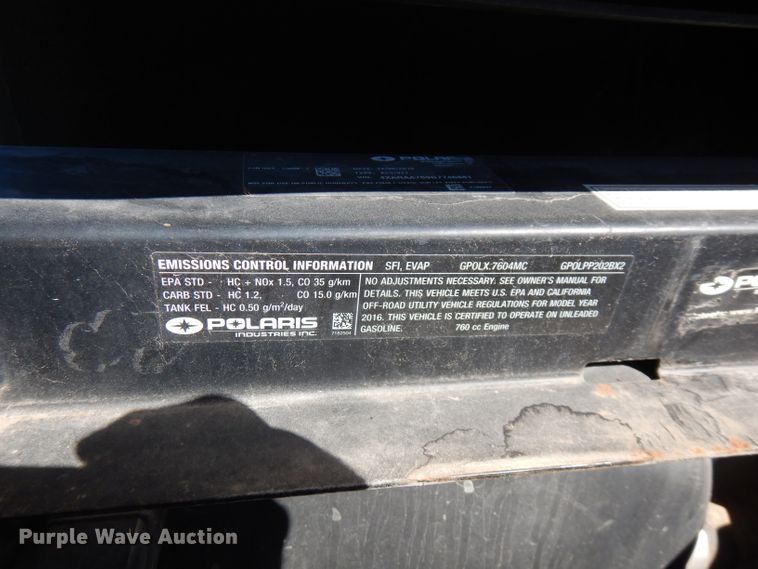 POLARIS
EMISSIONS CONTROL INFORMATION SFI, EVAP GPOLX.7604MC GPOLPP202BX2
EPA STD - HC + NOx 1.5, CO 35 g/km
CARB STD - HC 1.2, CO 15.0 g/km
TANK FEL - HC 0.50 g/m²/day
POLARIS
INDUSTRIES INC.
7182504
NO ADJUSTMENTS NECESSARY. SEE OWNER'S MANUAL FOR
DETAILS. THIS VEHICLE MEETS U.S. EPA AND CALIFORNIA
OFF-ROAD UTILITY VEHICLE REGULATIONS FOR MODEL YEAR
2016. THIS VEHICLE IS CERTIFIED TO OPERATE ON UNLEADED
GASOLINE. 760 cc Engine
Purple Wave Auction